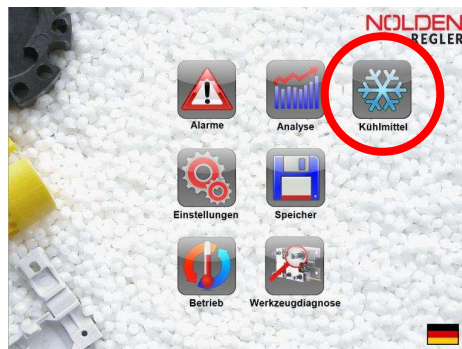 NOLDEN
REGLER
Alarme
Analyse
Kühlmittel
Einstellungen
Speicher
Betrieb
Werkzeugdiagnose